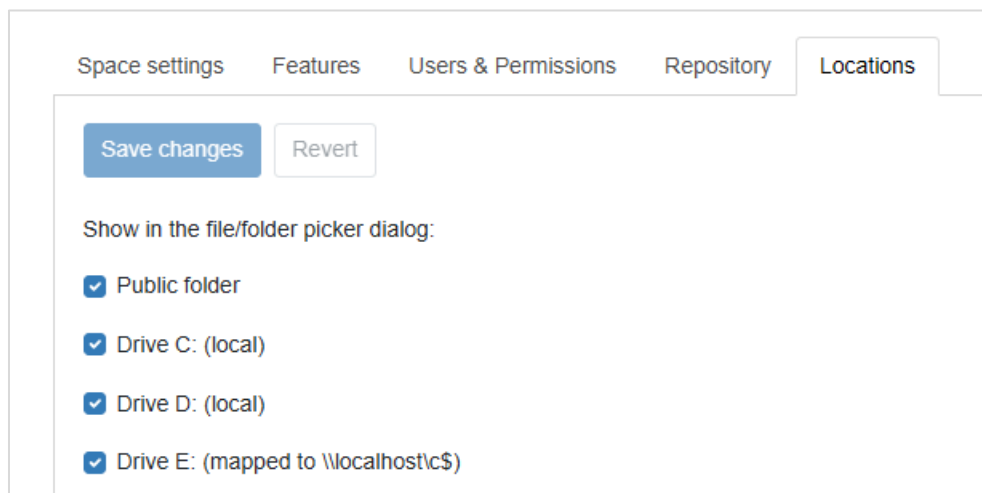 Space settings Features Users & Permissions Repository Locations
Save changes Revert
Show in the file/folder picker dialog:
Public folder
Drive C: (local)
Drive D: (local)
Drive E: (mapped to \\localhost\c$)